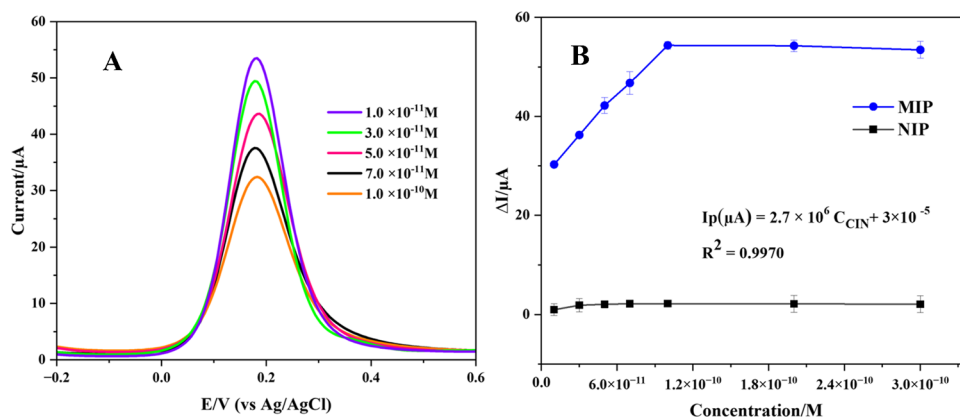 A
60
50
40
30
20
10
0
Current/µA
1.0 ×10⁻¹¹M
3.0 ×10⁻¹¹M
5.0 ×10⁻¹¹M
7.0 ×10⁻¹¹M
1.0 ×10⁻¹⁰M
−0.2 0.0 0.2 0.4 0.6
E/V (vs Ag/AgCl)
B
60
40
20
0
ΔI/µA
MIP
NIP
Ip(µA) = 2.7 × 10⁶ C_CIN + 3×10⁻⁵
R² = 0.9970
0.0 6.0×10⁻¹¹ 1.2×10⁻¹⁰ 1.8×10⁻¹⁰ 2.4×10⁻¹⁰ 3.0×10⁻¹⁰
Concentration/M